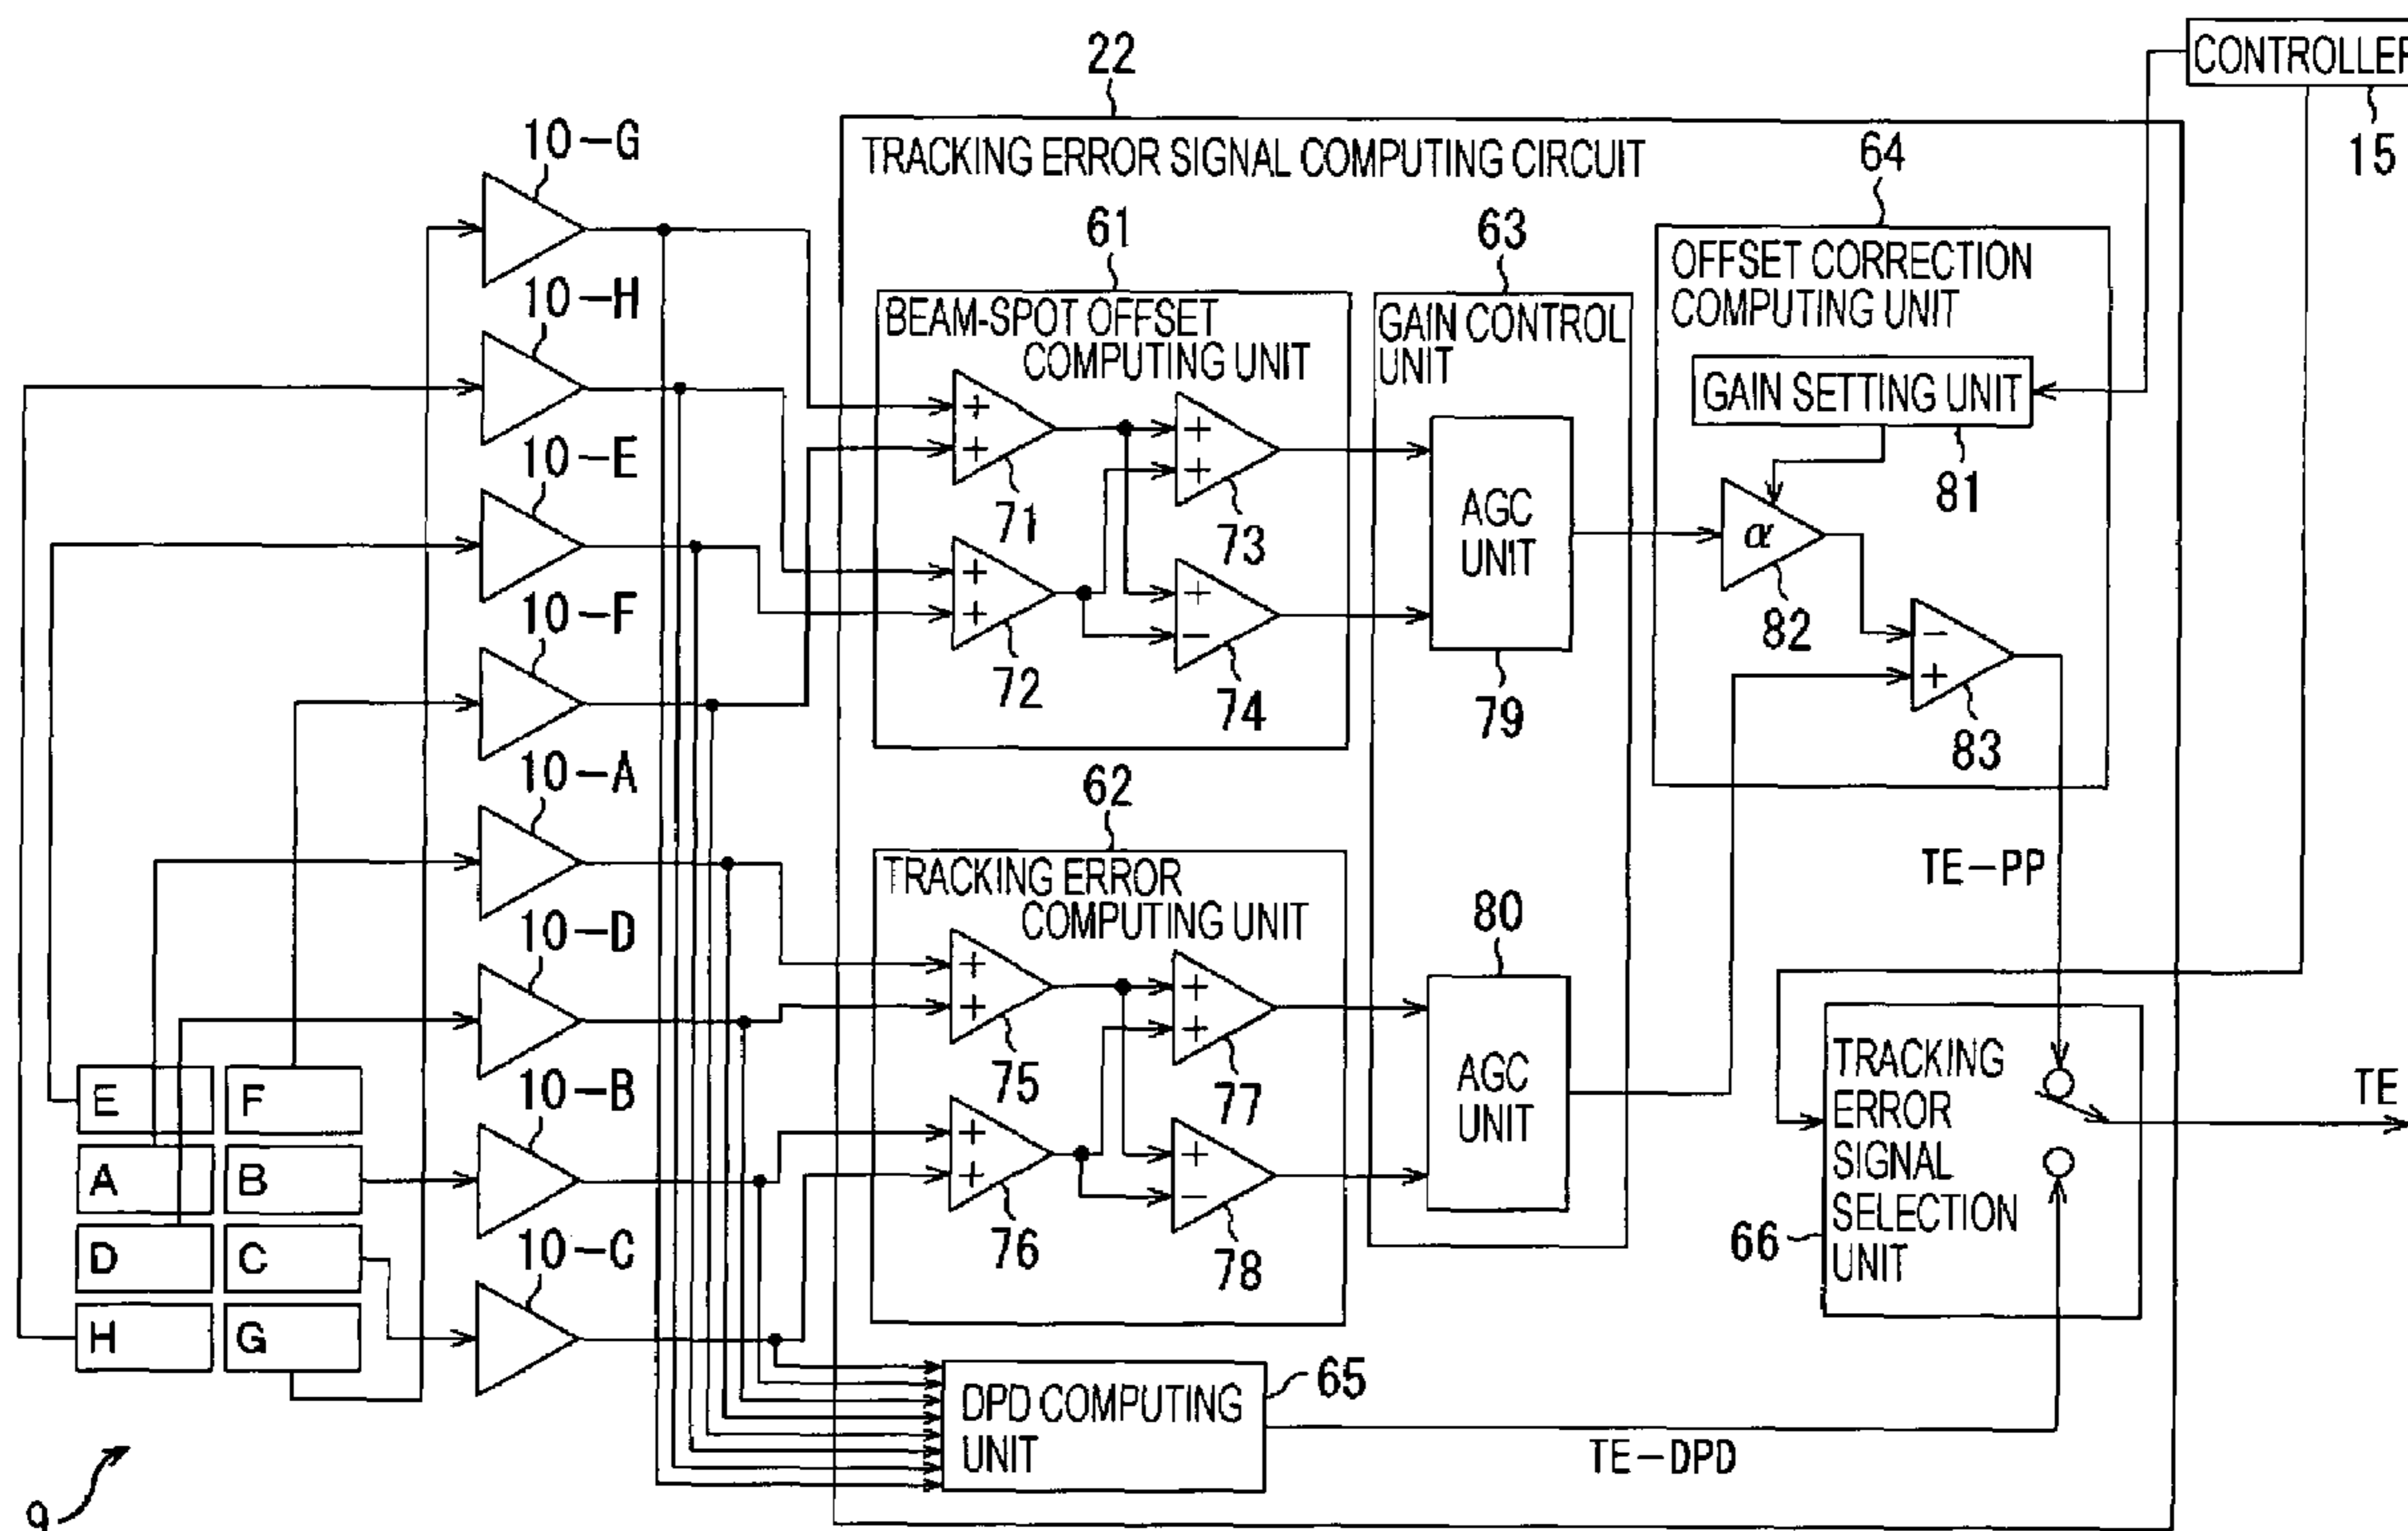 22
CONTROLLER
15
TRACKING ERROR SIGNAL COMPUTING CIRCUIT
64
10-G
10-H
10-E
10-F
10-A
10-D
10-B
10-C
61
BEAM-SPOT OFFSET
COMPUTING UNIT
+
+
71
+
+
72
+
+
73
+
-
74
63
GAIN CONTROL
UNIT
AGC
UNIT
79
OFFSET CORRECTION
COMPUTING UNIT
GAIN SETTING UNIT
81
α
82
-
+
83
62
TRACKING ERROR
COMPUTING UNIT
+
+
75
+
+
76
+
+
77
+
-
78
80
AGC
UNIT
TE-PP
TRACKING
ERROR
SIGNAL
SELECTION
UNIT
66
TE
E
F
A
B
D
C
H
G
DPD COMPUTING
UNIT
65
TE-DPD
9